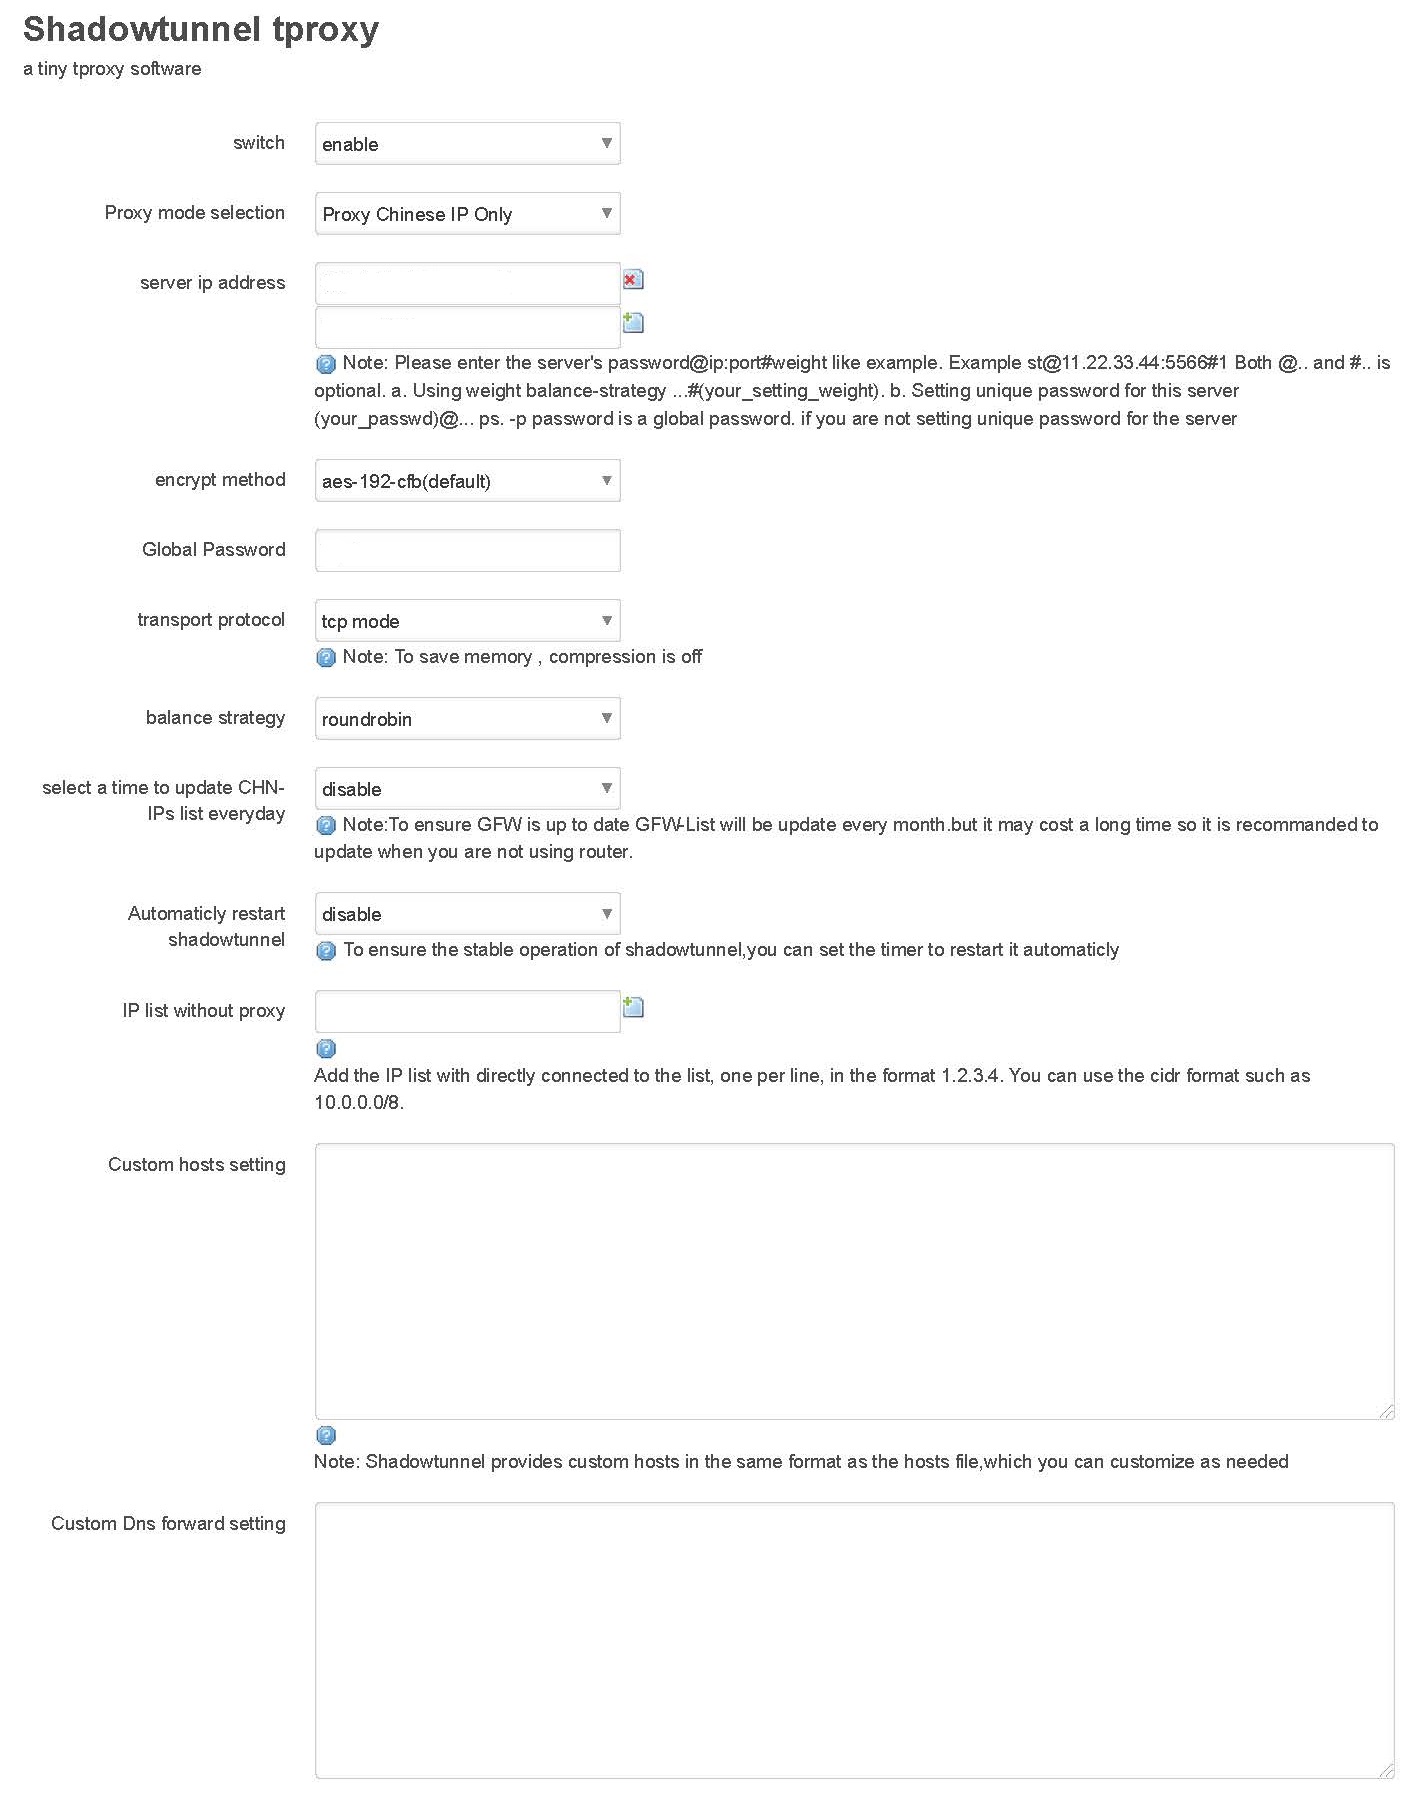 Shadowtunnel tproxy
a tiny tproxy software
switch
enable
Proxy mode selection
Proxy Chinese IP Only
server ip address
Note: Please enter the server's password@ip:port#weight like example. Example st@11.22.33.44:5566#1 Both @.. and #.. is
optional. a. Using weight balance-strategy ...#(your_setting_weight). b. Setting unique password for this server
(your_passwd)@... ps. -p password is a global password. if you are not setting unique password for the server
encrypt method
aes-192-cfb(default)
Global Password
transport protocol
tcp mode
Note: To save memory , compression is off
balance strategy
roundrobin
select a time to update CHN-
IPs list everyday
disable
Note:To ensure GFW is up to date GFW-List will be update every month.but it may cost a long time so it is recommanded to
update when you are not using router.
Automaticly restart
shadowtunnel
disable
To ensure the stable operation of shadowtunnel,you can set the timer to restart it automaticly
IP list without proxy
Add the IP list with directly connected to the list, one per line, in the format 1.2.3.4. You can use the cidr format such as
10.0.0.0/8.
Custom hosts setting
Note: Shadowtunnel provides custom hosts in the same format as the hosts file,which you can customize as needed
Custom Dns forward setting